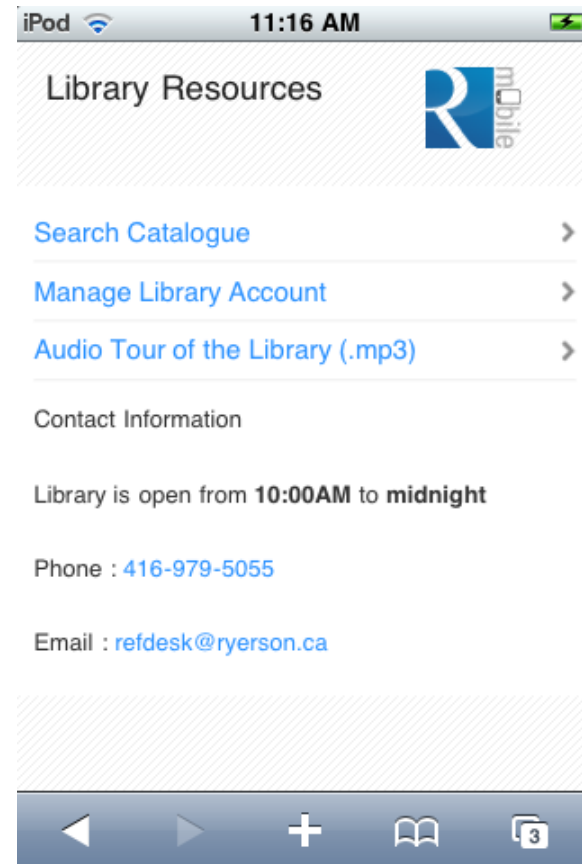 iPod 11:16 AM
Library Resources
R mobile
Search Catalogue
Manage Library Account
Audio Tour of the Library (.mp3)
Contact Information
Library is open from 10:00AM to midnight
Phone : 416-979-5055
Email : refdesk@ryerson.ca
3